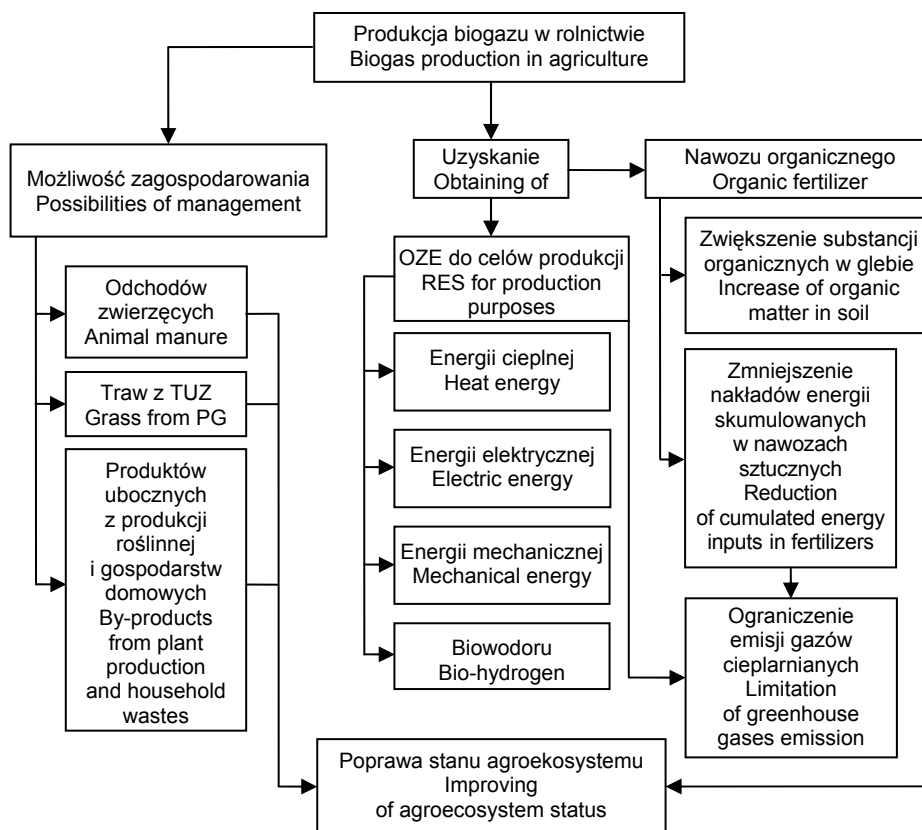 Produkcja biogazu w rolnictwie
Biogas production in agriculture
Możliwość zagospodarowania
Possibilities of management
Uzyskanie
Obtaining of
Nawozu organicznego
Organic fertilizer
Odchodów
zwierzęcych
Animal manure
Traw z TUZ
Grass from PG
Produktów
ubocznych
z produkcji
roślinnej
i gospodarstw
domowych
By-products
from plant
production
and household
wastes
OZE do celów produkcji
RES for production
purposes
Energii cieplnej
Heat energy
Energii elektrycznej
Electric energy
Energii mechanicznej
Mechanical energy
Biowodoru
Bio-hydrogen
Zwiększenie substancji
organicznych w glebie
Increase of organic
matter in soil
Zmniejszenie
nakładów energii
skumulowanych
w nawozach
sztucznych
Reduction
of cumulated energy
inputs in fertilizers
Ograniczenie
emisji gazów
cieplarnianych
Limitation
of greenhouse
gases emission
Poprawa stanu agroekosystemu
Improving
of agroecosystem status